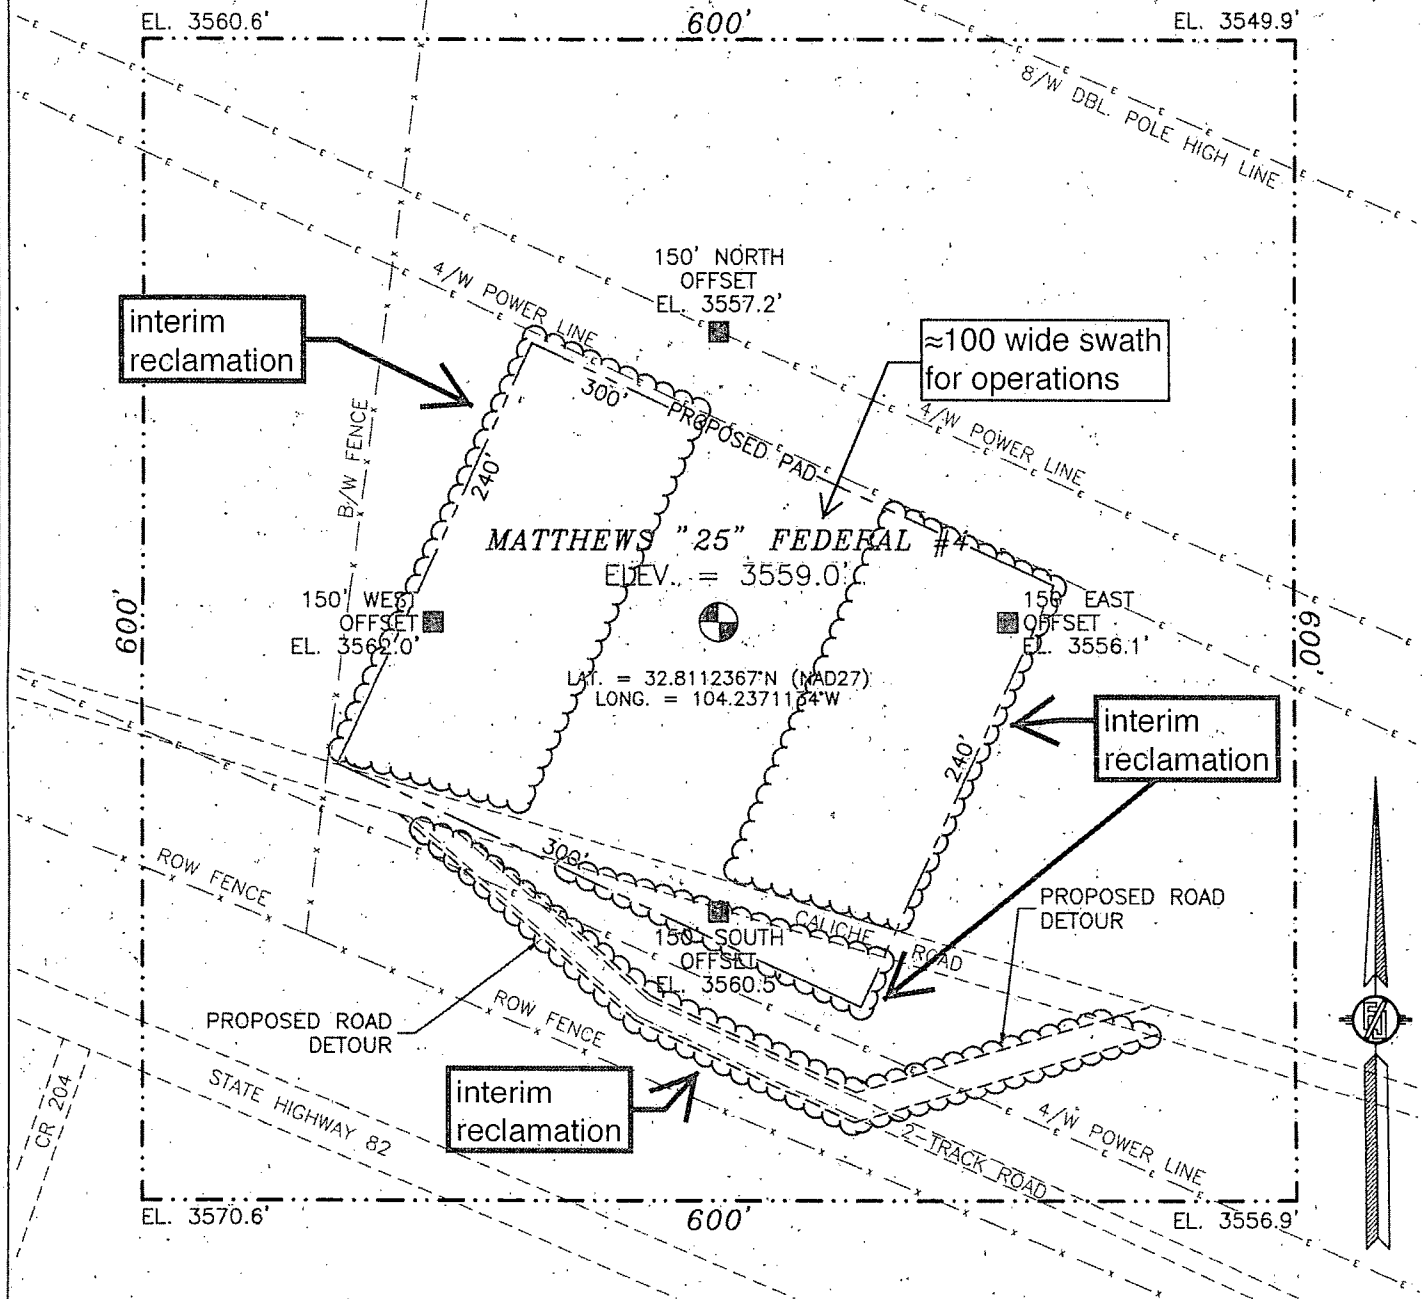 EL. 3560.6'
600'
EL. 3549.9'
8/W DBL. POLE HIGH LINE
150' NORTH
OFFSET
EL. 3557.2'
4/W POWER LINE
interim
reclamation
≈100 wide swath
for operations
300'
PROPOSED PAD
4/W POWER LINE
B/W FENCE
240'
MATTHEWS "25" FEDERAL #4
ELEV. = 3559.0'
600'
150' WEST
OFFSET
EL. 3562.0'
150' EAST
OFFSET
EL. 3556.1'
600'
LAT. = 32.8112367°N (NAD27)
LONG. = 104.2371134°W
interim
reclamation
240'
300'
ROW FENCE
PROPOSED ROAD
DETOUR
CALICHE ROAD
150' SOUTH
OFFSET
EL. 3560.5'
ROW FENCE
PROPOSED ROAD
DETOUR
interim
reclamation
STATE HIGHWAY 82
CR 204
4/W POWER LINE
2-TRACK ROAD
EL. 3570.6'
600'
EL. 3556.9'